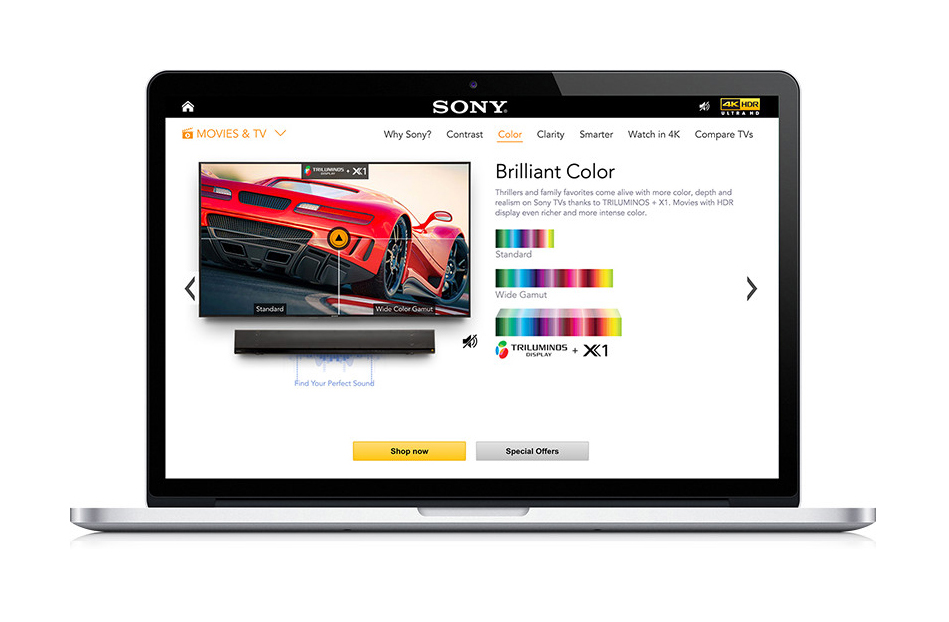 SONY
4K HDR
ULTRA HD
MOVIES & TV
Why Sony?
Contrast
Color
Clarity
Smarter
Watch in 4K
Compare TVs
TRILUMINOS
DISPLAY
+ X1
Standard
Wide Color Gamut
Find Your Perfect Sound
Brilliant Color
Thrillers and family favorites come alive with more color, depth and
realism on Sony TVs thanks to TRILUMINOS + X1. Movies with HDR
display even richer and more intense color.
Standard
Wide Gamut
TRILUMINOS
DISPLAY
+ X1
Shop now
Special Offers